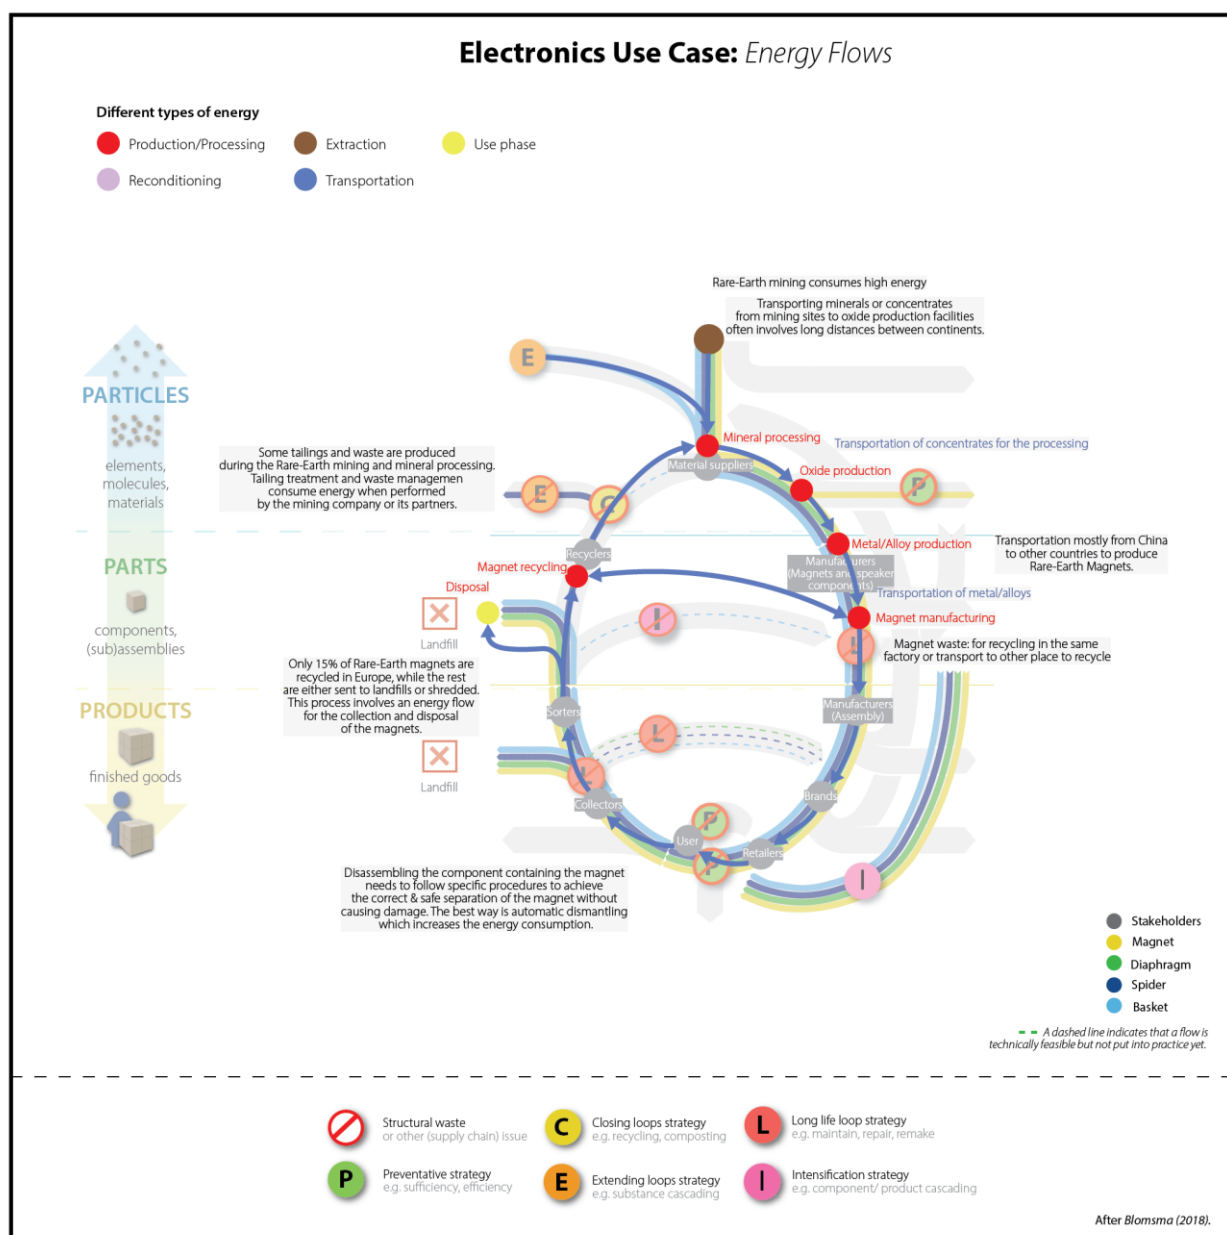 Electronics Use Case: Energy Flows
Different types of energy
Production/Processing
Extraction
Use phase
Reconditioning
Transportation
Rare-Earth mining consumes high energy
Transporting minerals or concentrates
from mining sites to oxide production facilities
often involves long distances between continents.
E
PARTICLES
elements,
molecules,
materials
Mineral processing
Transportation of concentrates for the processing
Material suppliers
Some tailings and waste are produced
during the Rare-Earth mining and mineral processing.
Tailing treatment and waste managemen
consume energy when performed
by the mining company or its partners.
Oxide production
E
C
P
Metal/Alloy production
Transportation mostly from China
to other countries to produce
Rare-Earth Magnets.
Recyclers
Manufacturers
(Magnets and speaker
components)
PARTS
components,
(sub)assemblies
Magnet recycling
Disposal
Landfill
Transportation of metal/alloys
Magnet manufacturing
I
L
Magnet waste: for recycling in the same
factory or transport to other place to recycle
Only 15% of Rare-Earth magnets are
recycled in Europe, while the rest
are either sent to landfills or shredded.
This process involves an energy flow
for the collection and disposal
of the magnets.
PRODUCTS
finished goods
Sorters
Manufacturers
(Assembly)
L
Landfill
L
Collectors
Brands
P
User
Retailers
P
I
Disassembling the component containing the magnet
needs to follow specific procedures to achieve
the correct & safe separation of the magnet without
causing damage. The best way is automatic dismantling
which increases the energy consumption.
Stakeholders
Magnet
Diaphragm
Spider
Basket
A dashed line indicates that a flow is
technically feasible but not put into practice yet.
Structural waste
or other (supply chain) issue
C
Closing loops strategy
e.g. recycling, composting
L
Long life loop strategy
e.g. maintain, repair, remake
P
Preventative strategy
e.g. sufficiency, efficiency
E
Extending loops strategy
e.g. substance cascading
I
Intensification strategy
e.g. component/ product cascading
After Blomsma (2018).